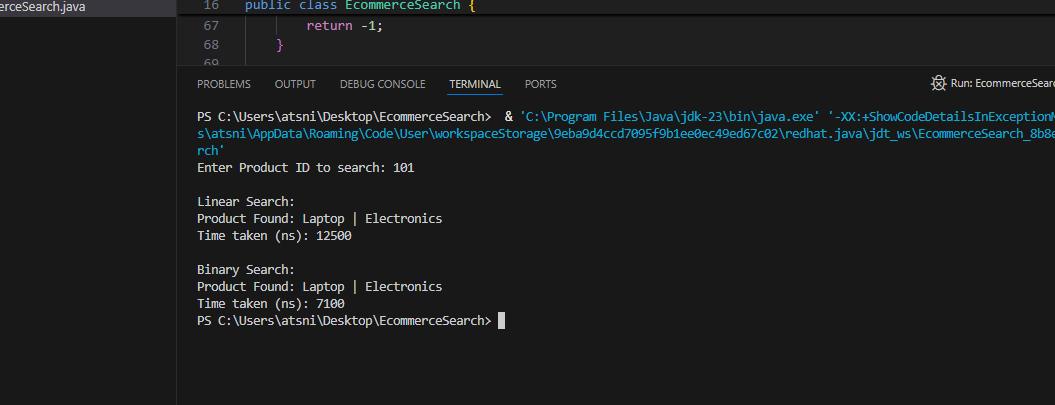 erceSearch.java
16 public class EcommerceSearch {
67 return -1;
68 }
69
PROBLEMS OUTPUT DEBUG CONSOLE TERMINAL PORTS Run: EcommerceSearc
PS C:\Users\atsni\Desktop\EcommerceSearch> & 'C:\Program Files\Java\jdk-23\bin\java.exe' '-XX:+ShowCodeDetailsInExceptionM
s\atsni\AppData\Roaming\Code\User\workspaceStorage\9eba9d4ccd7095f9b1ee0ec49ed67c02\redhat.java\jdt_ws\EcommerceSearch_8b8e
rch'
Enter Product ID to search: 101
Linear Search:
Product Found: Laptop | Electronics
Time taken (ns): 12500
Binary Search:
Product Found: Laptop | Electronics
Time taken (ns): 7100
PS C:\Users\atsni\Desktop\EcommerceSearch>